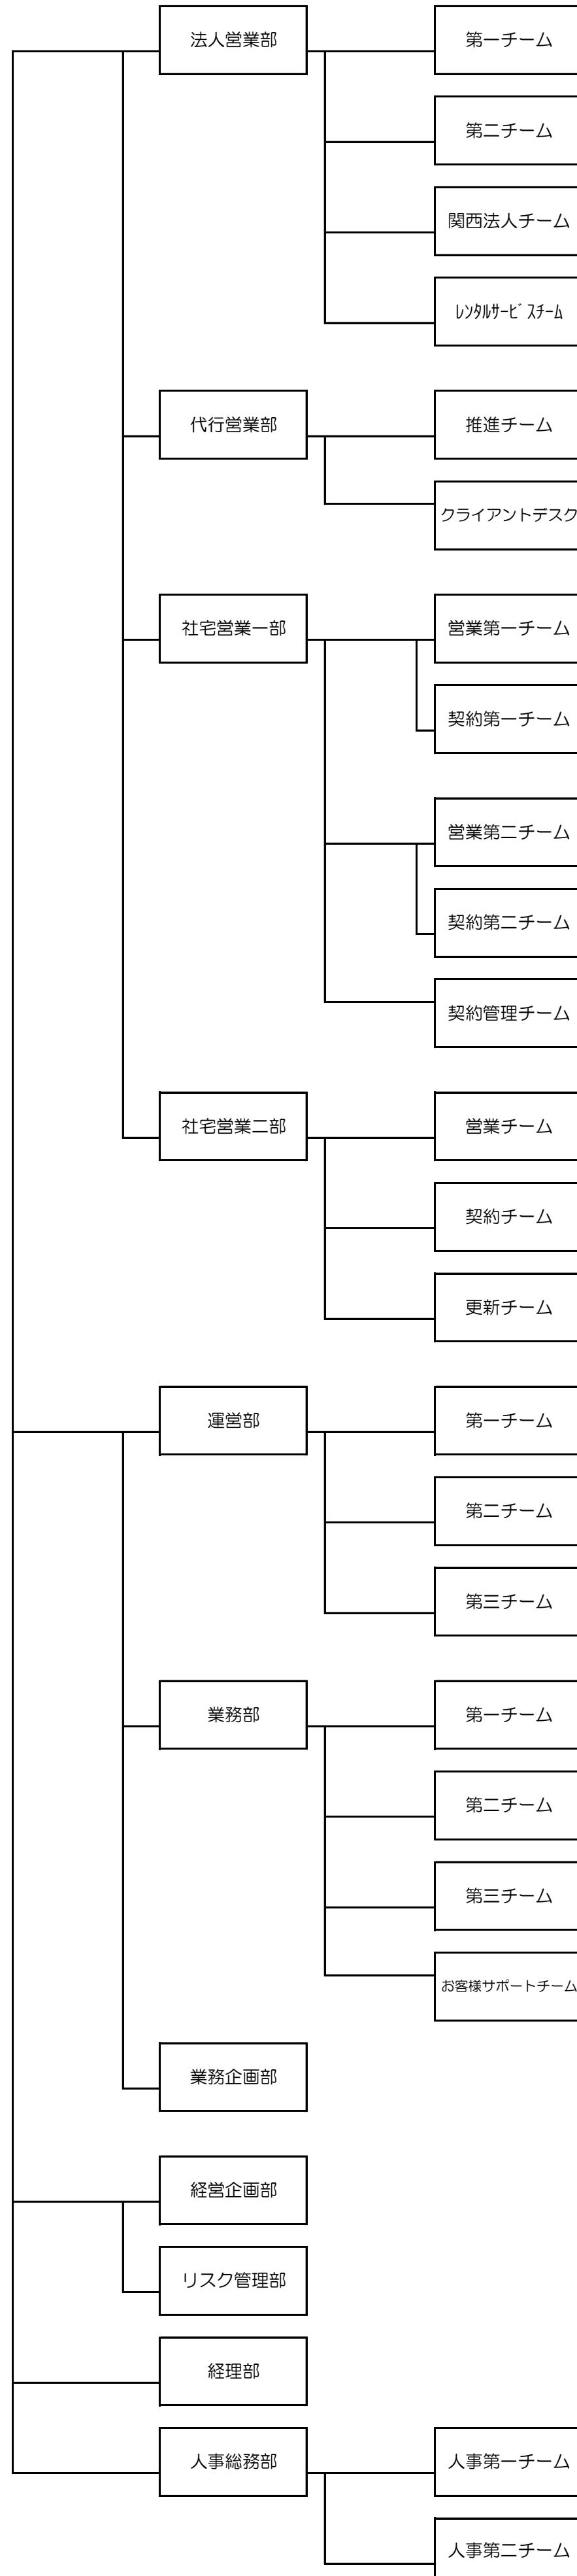 法人営業部
第一チーム
第二チーム
関西法人チーム
ﾚﾝﾀﾙｻｰﾋﾞｽﾁｰﾑ
代行営業部
推進チーム
クライアントデスク
社宅営業一部
営業第一チーム
契約第一チーム
営業第二チーム
契約第二チーム
契約管理チーム
社宅営業二部
営業チーム
契約チーム
更新チーム
運営部
第一チーム
第二チーム
第三チーム
業務部
第一チーム
第二チーム
第三チーム
お客様サポートチーム
業務企画部
経営企画部
リスク管理部
経理部
人事総務部
人事第一チーム
人事第二チーム